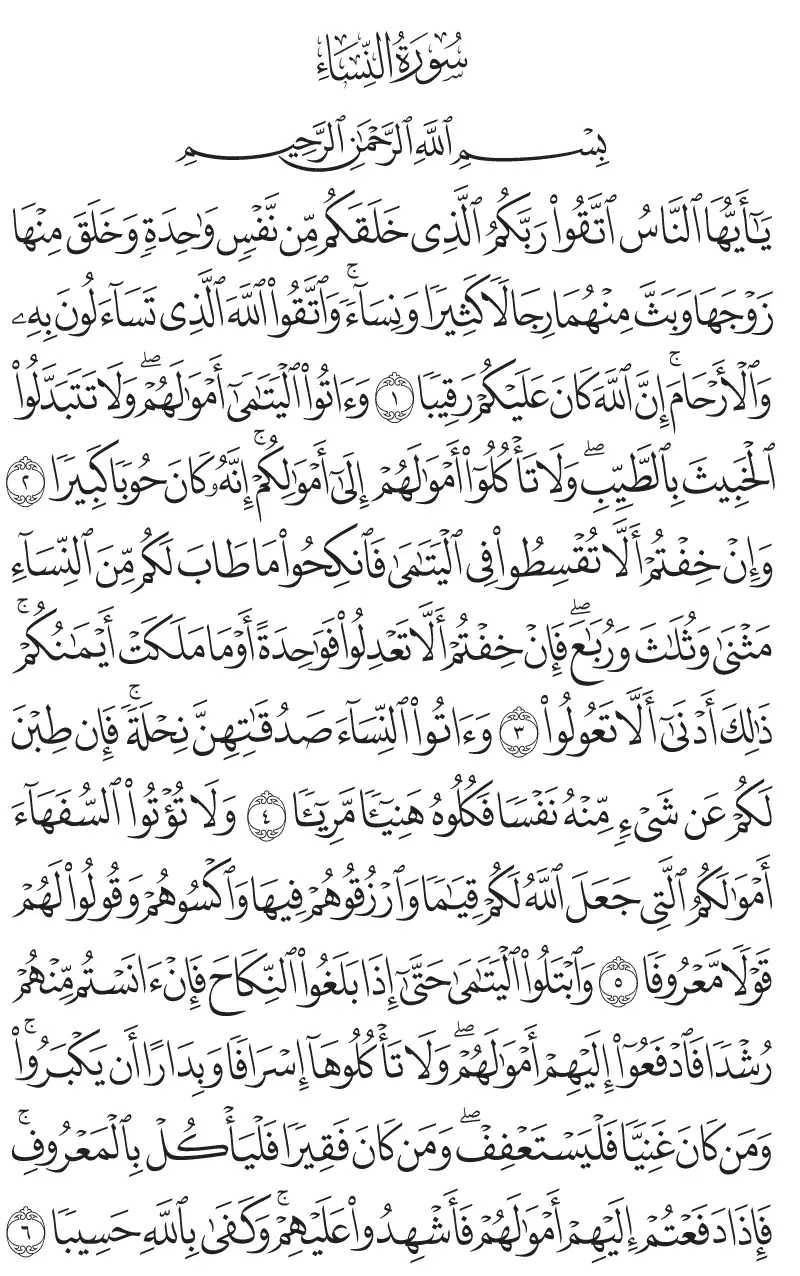 سُورَةُ النِّسَاءِ
بِسْمِ ٱللَّهِ ٱلرَّحْمَٰنِ ٱلرَّحِيمِ
يَٰٓأَيُّهَا ٱلنَّاسُ ٱتَّقُوا۟ رَبَّكُمُ ٱلَّذِى خَلَقَكُم مِّن نَّفْسٍ وَٰحِدَةٍ وَخَلَقَ مِنْهَا
زَوْجَهَا وَبَثَّ مِنْهُمَا رِجَالًا كَثِيرًا وَنِسَآءً ۚ وَٱتَّقُوا۟ ٱللَّهَ ٱلَّذِى تَسَآءَلُونَ بِهِۦ
وَٱلْأَرْحَامَ ۚ إِنَّ ٱللَّهَ كَانَ عَلَيْكُمْ رَقِيبًا ١ وَءَاتُوا۟ ٱلْيَتَٰمَىٰٓ أَمْوَٰلَهُمْ ۖ وَلَا تَتَبَدَّلُوا۟
ٱلْخَبِيثَ بِٱلطَّيِّبِ ۖ وَلَا تَأْكُلُوٓا۟ أَمْوَٰلَهُمْ إِلَىٰٓ أَمْوَٰلِكُمْ ۚ إِنَّهُۥ كَانَ حُوبًا كَبِيرًا ٢
وَإِنْ خِفْتُمْ أَلَّا تُقْسِطُوا۟ فِى ٱلْيَتَٰمَىٰ فَٱنكِحُوا۟ مَا طَابَ لَكُم مِّنَ ٱلنِّسَآءِ
مَثْنَىٰ وَثُلَٰثَ وَرُبَٰعَ ۖ فَإِنْ خِفْتُمْ أَلَّا تَعْدِلُوا۟ فَوَٰحِدَةً أَوْ مَا مَلَكَتْ أَيْمَٰنُكُمْ ۚ
ذَٰلِكَ أَدْنَىٰٓ أَلَّا تَعُولُوا۟ ٣ وَءَاتُوا۟ ٱلنِّسَآءَ صَدُقَٰتِهِنَّ نِحْلَةً ۚ فَإِن طِبْنَ
لَكُمْ عَن شَىْءٍ مِّنْهُ نَفْسًا فَكُلُوهُ هَنِيٓـًٔا مَّرِيٓـًٔا ٤ وَلَا تُؤْتُوا۟ ٱلسُّفَهَآءَ
أَمْوَٰلَكُمُ ٱلَّتِى جَعَلَ ٱللَّهُ لَكُمْ قِيَٰمًا وَٱرْزُقُوهُمْ فِيهَا وَٱكْسُوهُمْ وَقُولُوا۟ لَهُمْ
قَوْلًا مَّعْرُوفًا ٥ وَٱبْتَلُوا۟ ٱلْيَتَٰمَىٰ حَتَّىٰٓ إِذَا بَلَغُوا۟ ٱلنِّكَاحَ فَإِنْ ءَانَسْتُم مِّنْهُمْ
رُشْدًا فَٱدْفَعُوٓا۟ إِلَيْهِمْ أَمْوَٰلَهُمْ ۖ وَلَا تَأْكُلُوهَآ إِسْرَافًا وَبِدَارًا أَن يَكْبَرُوا۟ ۚ
وَمَن كَانَ غَنِيًّا فَلْيَسْتَعْفِفْ ۖ وَمَن كَانَ فَقِيرًا فَلْيَأْكُلْ بِٱلْمَعْرُوفِ ۚ
فَإِذَا دَفَعْتُمْ إِلَيْهِمْ أَمْوَٰلَهُمْ فَأَشْهِدُوا۟ عَلَيْهِمْ ۚ وَكَفَىٰ بِٱللَّهِ حَسِيبًا ٦